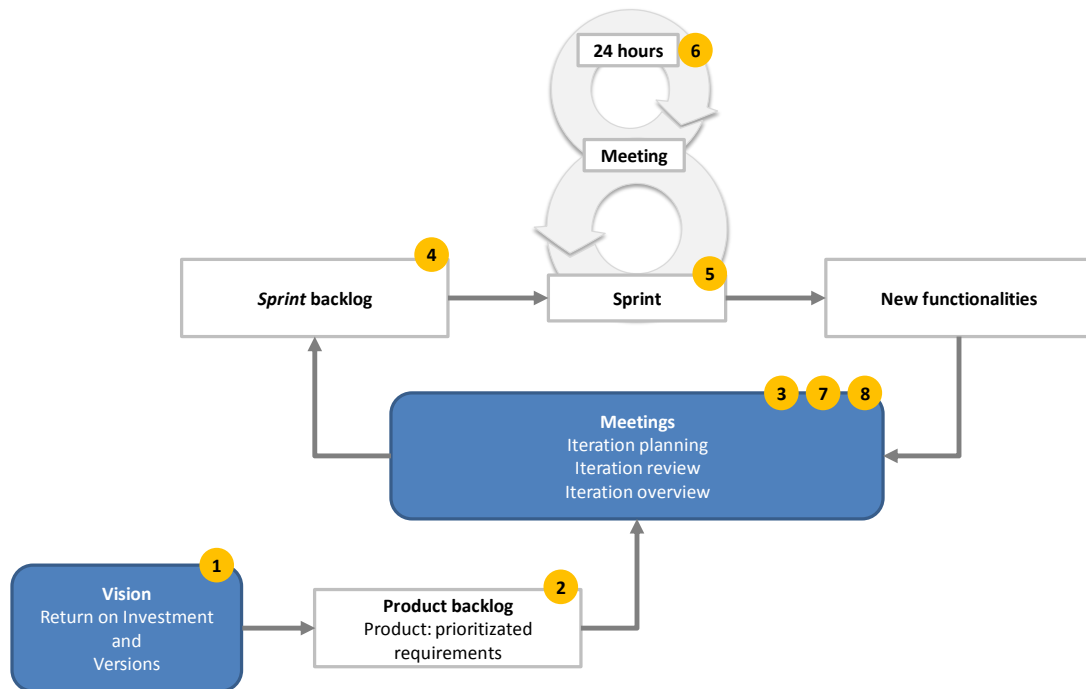 24 hours
6
Meeting
4
Sprint backlog
5
Sprint
New functionalities
3 7 8
Meetings
Iteration planning
Iteration review
Iteration overview
1
Vision
Return on Investment
and
Versions
2
Product backlog
Product: prioritizated
requirements